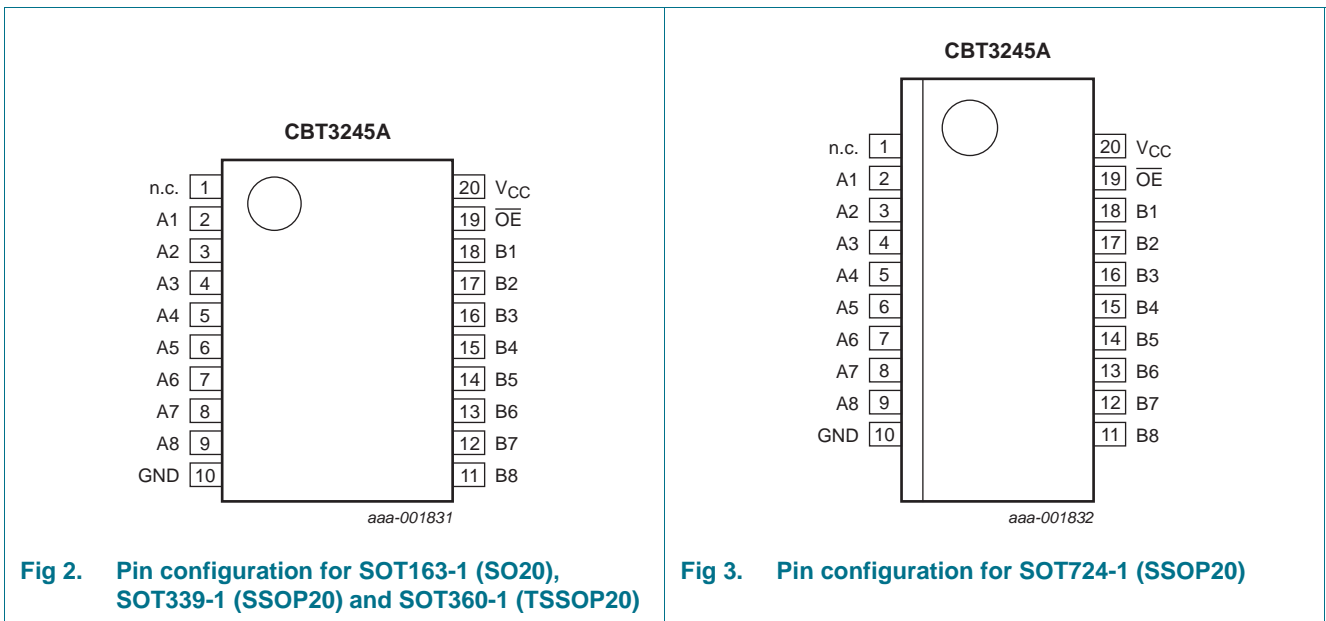 CBT3245A
n.c. 1
20 VCC
A1 2
19 OE
A2 3
18 B1
A3 4
17 B2
A4 5
16 B3
A5 6
15 B4
A6 7
14 B5
A7 8
13 B6
A8 9
12 B7
GND 10
11 B8
aaa-001831
Fig 2. Pin configuration for SOT163-1 (SO20),
SOT339-1 (SSOP20) and SOT360-1 (TSSOP20)
CBT3245A
n.c. 1
20 VCC
A1 2
19 OE
A2 3
18 B1
A3 4
17 B2
A4 5
16 B3
A5 6
15 B4
A6 7
14 B5
A7 8
13 B6
A8 9
12 B7
GND 10
11 B8
aaa-001832
Fig 3. Pin configuration for SOT724-1 (SSOP20)